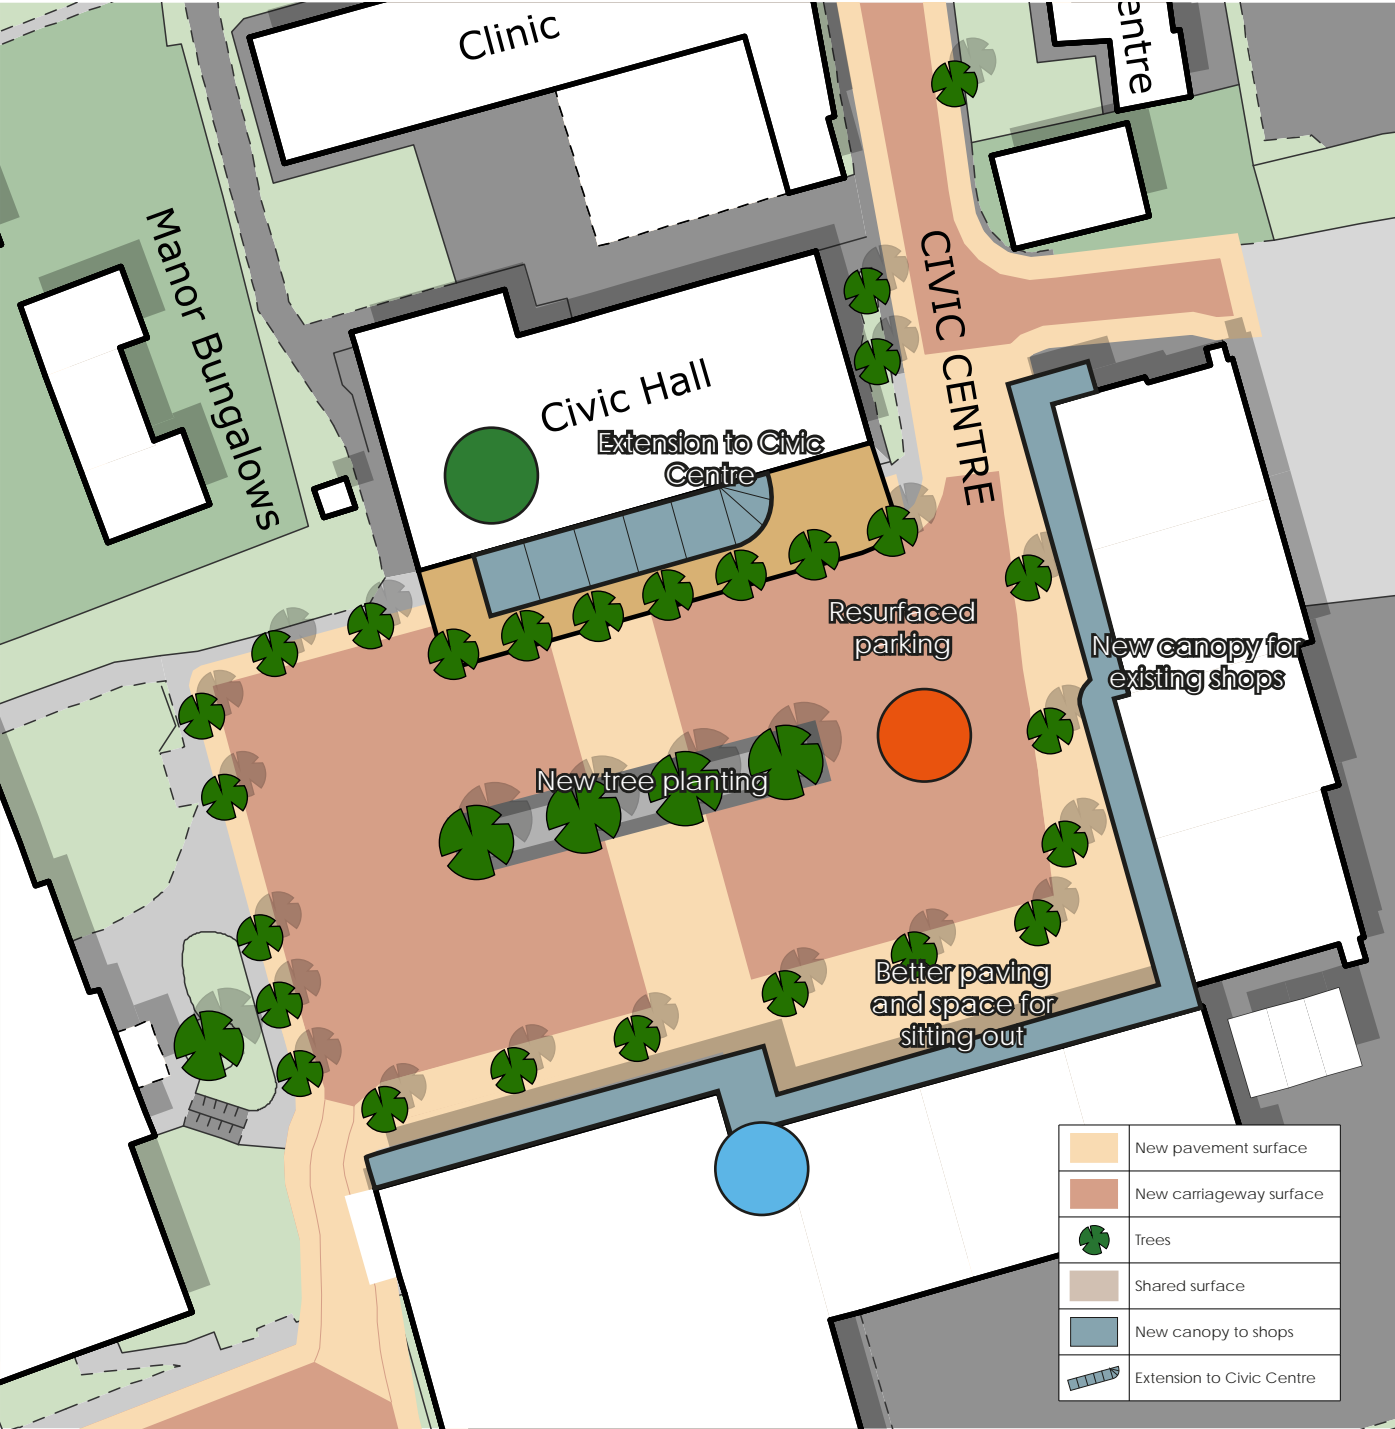 Clinic
entre
Manor Bungalows
CIVIC CENTRE
Civic Hall
Extension to Civic
Centre
Resurfaced
parking
New canopy for
existing shops
New tree planting
Better paving
and space for
sitting out
New pavement surface
New carriageway surface
Trees
Shared surface
New canopy to shops
Extension to Civic Centre